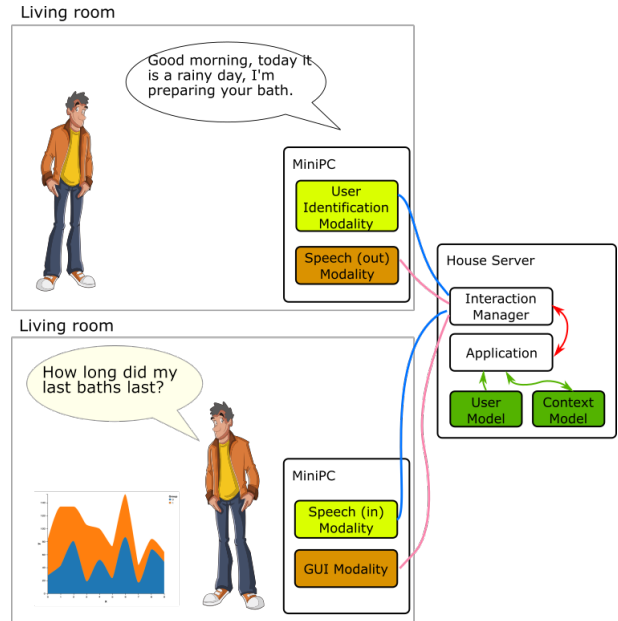 Living room
Good morning, today it
is a rainy day, I'm
preparing your bath.
MiniPC
User
Identification
Modality
Speech (out)
Modality
House Server
Interaction
Manager
Application
User
Model
Context
Model
Living room
How long did my
last baths last?
MiniPC
Speech (in)
Modality
GUI Modality